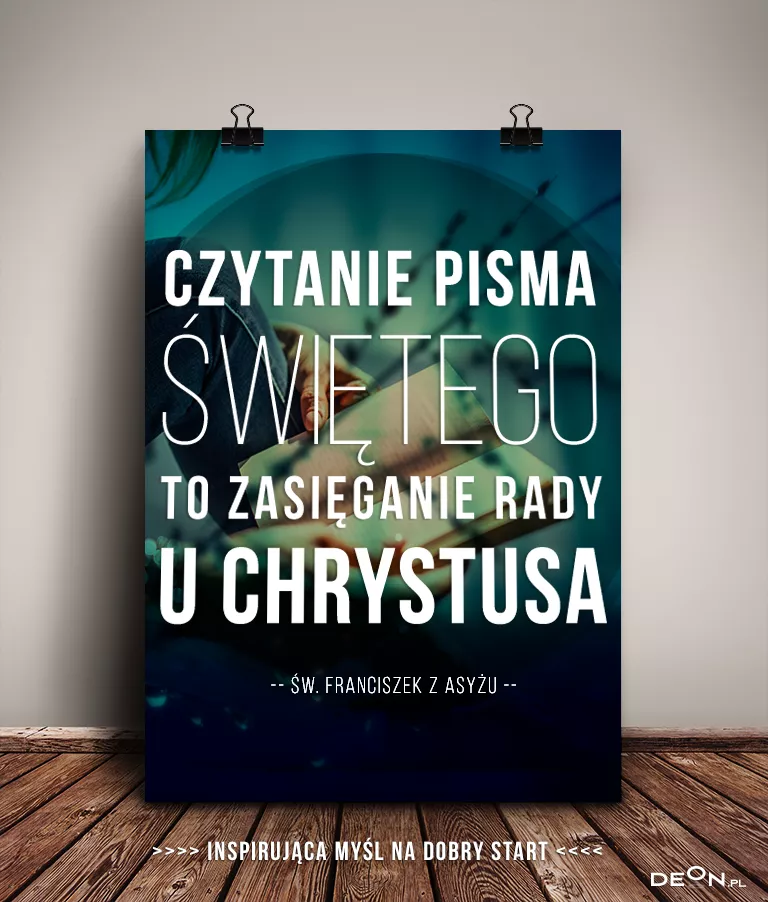 CZYTANIE PISMA
ŚWIĘTEGO
TO ZASIĘGANIE RADY
U CHRYSTUSA
-- ŚW. FRANCISZEK Z ASYŻU --
>>>> INSPIRUJĄCA MYŚL NA DOBRY START <<<<
DEON.PL